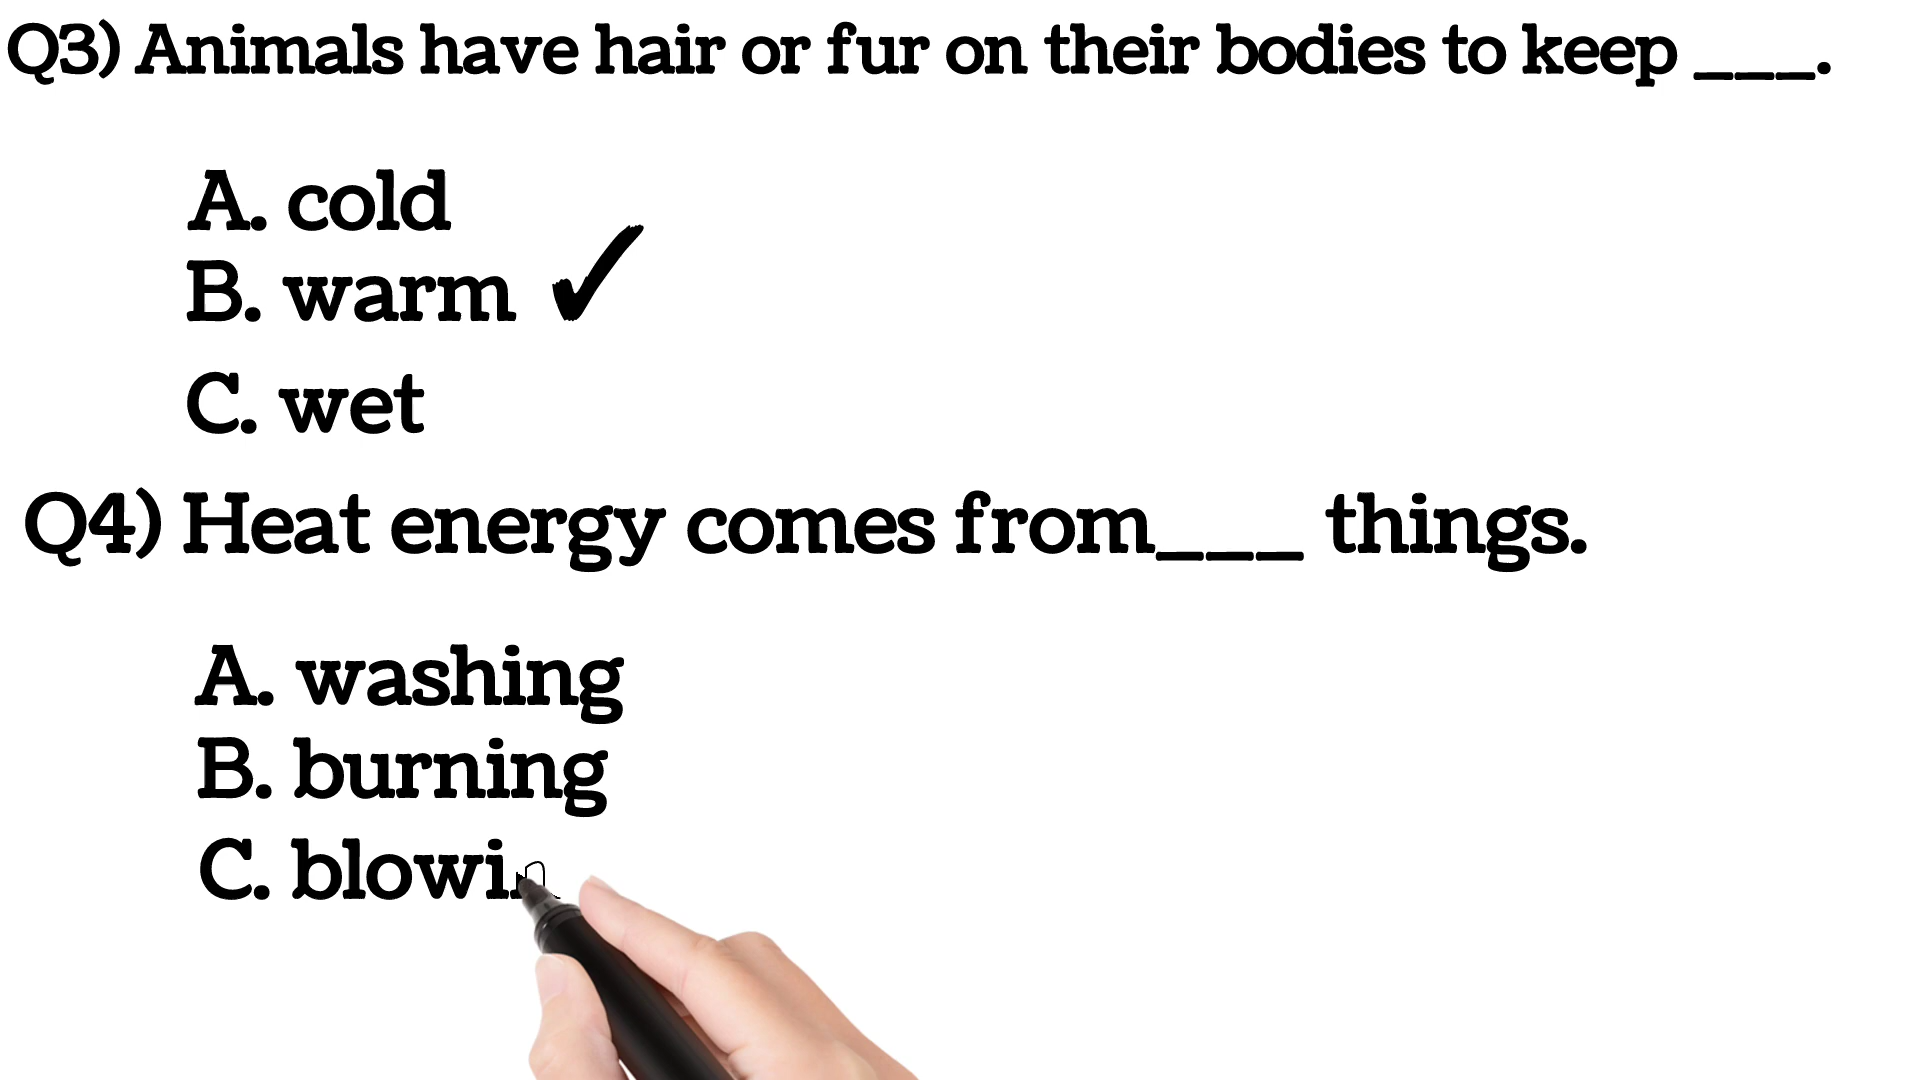 Q3) Animals have hair or fur on their bodies to keep ___.
A. cold
B. warm ✓
C. wet
Q4) Heat energy comes from___ things.
A. washing
B. burning
C. blowin